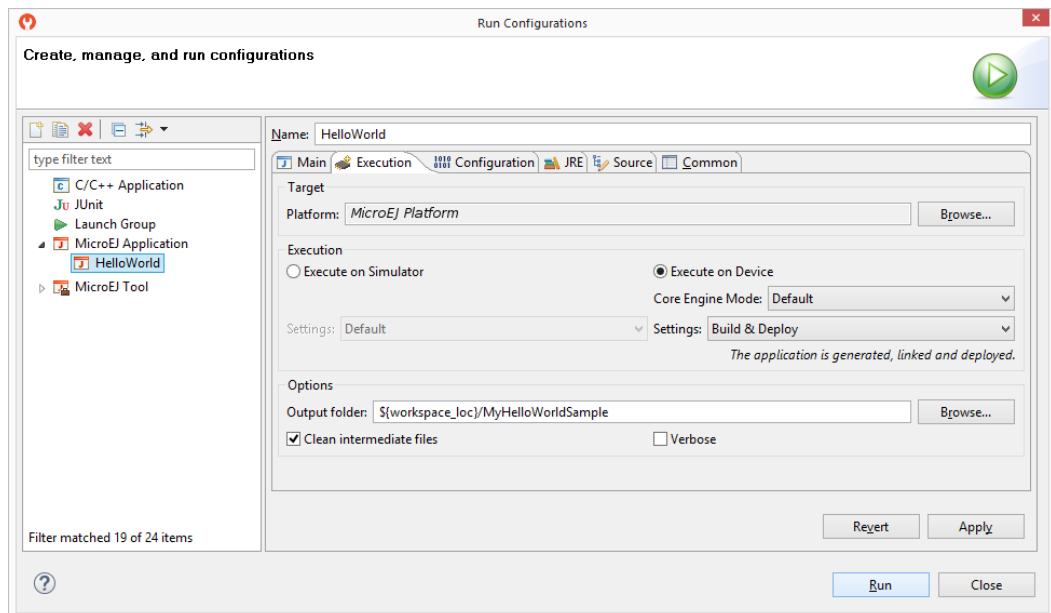 Run Configurations
Create, manage, and run configurations
type filter text
C/C++ Application
Ju JUnit
Launch Group
MicroEJ Application
HelloWorld
MicroEJ Tool
Filter matched 19 of 24 items
Name: HelloWorld
Main Execution Configuration JRE Source Common
Target
Platform: MicroEJ Platform Browse...
Execution
Execute on Simulator Execute on Device
Core Engine Mode: Default
Settings: Default Settings: Build & Deploy
The application is generated, linked and deployed.
Options
Output folder: ${workspace_loc}/MyHelloWorldSample Browse...
Clean intermediate files Verbose
Revert Apply
? Run Close